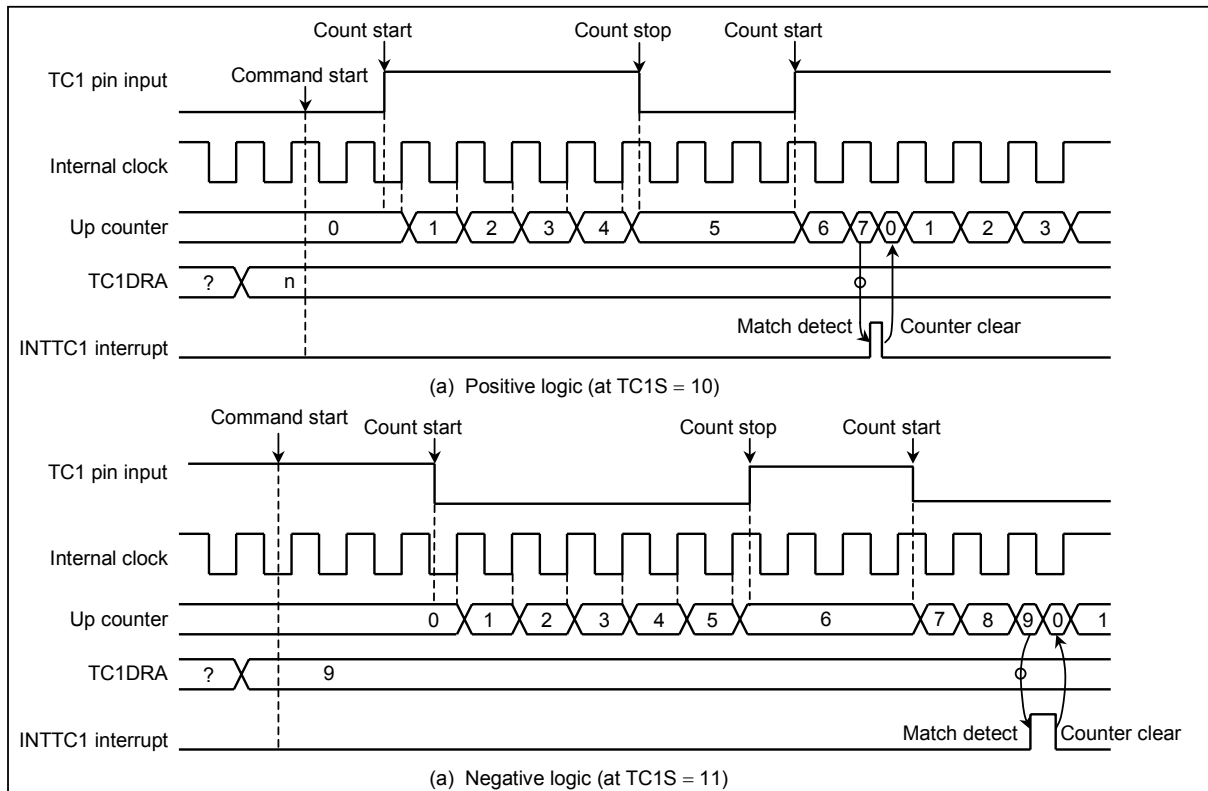 Count start Count stop Count start
TC1 pin input
Command start
Internal clock
Up counter 0 1 2 3 4 5 6 7 0 1 2 3
TC1DRA ? n
Match detect Counter clear
INTTC1 interrupt
(a) Positive logic (at TC1S = 10)
Command start Count start Count stop Count start
TC1 pin input
Internal clock
Up counter 0 1 2 3 4 5 6 7 8 9 0 1
TC1DRA ? 9
INTTC1 interrupt Match detect Counter clear
(a) Negative logic (at TC1S = 11)